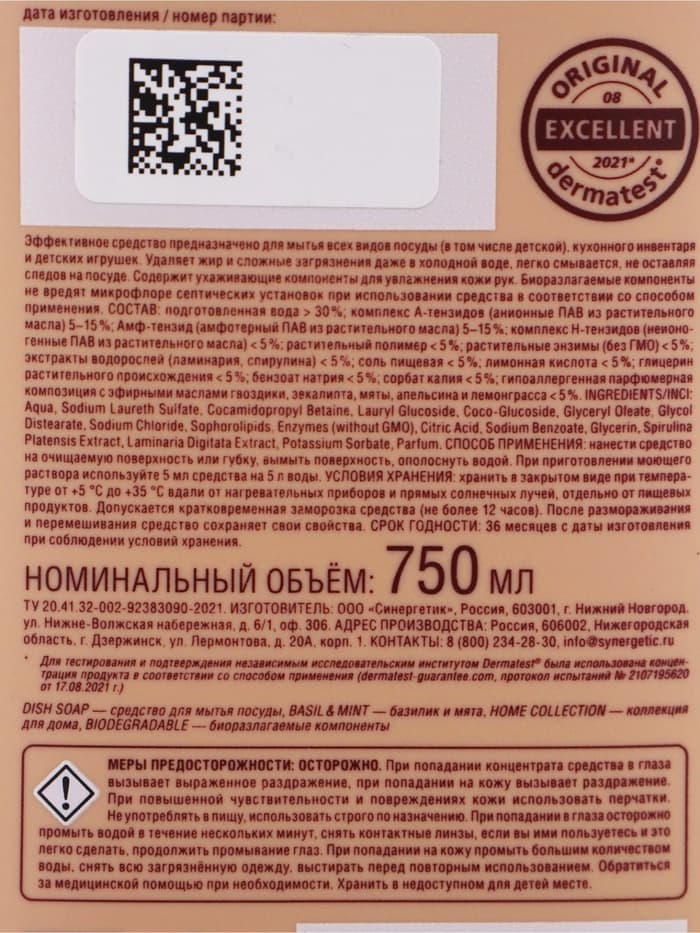 дата изготовления / номер партии:
ORIGINAL
08
EXCELLENT
2021*
dermatest®
Эффективное средство предназначено для мытья всех видов посуды (в том числе детской), кухонного инвентаря
и детских игрушек. Удаляет жир и сложные загрязнения даже в холодной воде, легко смывается, не оставляя
следов на посуде. Содержит ухаживающие компоненты для увлажнения кожи рук. Биоразлагаемые компоненты
не вредят микрофлоре септических установок при использовании средства в соответствии со способом
применения. СОСТАВ: подготовленная вода > 30%; комплекс А-тензидов (анионные ПАВ из растительного
масла) 5–15%; Амф-тензид (амфотерный ПАВ из растительного масла) 5–15%; комплекс Н-тензидов (неионо-
генные ПАВ из растительного масла) < 5%; растительный полимер < 5%; растительные энзимы (без ГМО) < 5%;
экстракты водорослей (ламинария, спирулина) < 5%; соль пищевая < 5%; лимонная кислота < 5%; глицерин
растительного происхождения < 5%; бензоат натрия < 5%; сорбат калия < 5%; гипоаллергенная парфюмерная
композиция с эфирными маслами гвоздики, эвкалипта, мяты, апельсина и лемонграсса < 5%. INGREDIENTS/INCI:
Aqua, Sodium Laureth Sulfate, Cocamidopropyl Betaine, Lauryl Glucoside, Coco-Glucoside, Glyceryl Oleate, Glycol
Distearate, Sodium Chloride, Sophorolipids, Enzymes (without GMO), Citric Acid, Sodium Benzoate, Glycerin, Spirulina
Platensis Extract, Laminaria Digitata Extract, Potassium Sorbate, Parfum. СПОСОБ ПРИМЕНЕНИЯ: нанести средство
на очищаемую поверхность или губку, вымыть поверхность, ополоснуть водой. При приготовлении моющего
раствора используйте 5 мл средства на 5 л воды. УСЛОВИЯ ХРАНЕНИЯ: хранить в закрытом виде при темпера-
туре от +5 °С до +35 °С вдали от нагревательных приборов и прямых солнечных лучей, отдельно от пищевых
продуктов. Допускается кратковременная заморозка средства (не более 12 часов). После размораживания
и перемешивания средство сохраняет свои свойства. СРОК ГОДНОСТИ: 36 месяцев с даты изготовления
при соблюдении условий хранения.
НОМИНАЛЬНЫЙ ОБЪЁМ: 750 МЛ
ТУ 20.41.32-002-92383090-2021. ИЗГОТОВИТЕЛЬ: ООО «Синергетик», Россия, 603001, г. Нижний Новгород,
ул. Нижне-Волжская набережная, д. 6/1, оф. 306. АДРЕС ПРОИЗВОДСТВА: Россия, 606002, Нижегородская
область, г. Дзержинск, ул. Лермонтова, д. 20А, корп. 1. КОНТАКТЫ: 8 (800) 234-28-30, info@synergetic.ru
* Для тестирования и подтверждения независимым исследовательским институтом Dermatest® была использована концен-
трация продукта в соответствии со способом применения (dermatest-guarantee.com, протокол испытаний № 2107195620
от 17.08.2021 г.)
DISH SOAP — средство для мытья посуды, BASIL & MINT — базилик и мята, HOME COLLECTION — коллекция
для дома, BIODEGRADABLE — биоразлагаемые компоненты
МЕРЫ ПРЕДОСТОРОЖНОСТИ: ОСТОРОЖНО. При попадании концентрата средства в глаза
вызывает выраженное раздражение, при попадании на кожу вызывает раздражение.
При повышенной чувствительности и повреждениях кожи использовать перчатки.
Не употреблять в пищу, использовать строго по назначению. При попадании в глаза осторожно
промыть водой в течение нескольких минут, снять контактные линзы, если вы ими пользуетесь и это
легко сделать, продолжить промывание глаз. При попадании на кожу промыть большим количеством
воды, снять всю загрязнённую одежду, выстирать перед повторным использованием. Обратиться
за медицинской помощью при необходимости. Хранить в недоступном для детей месте.